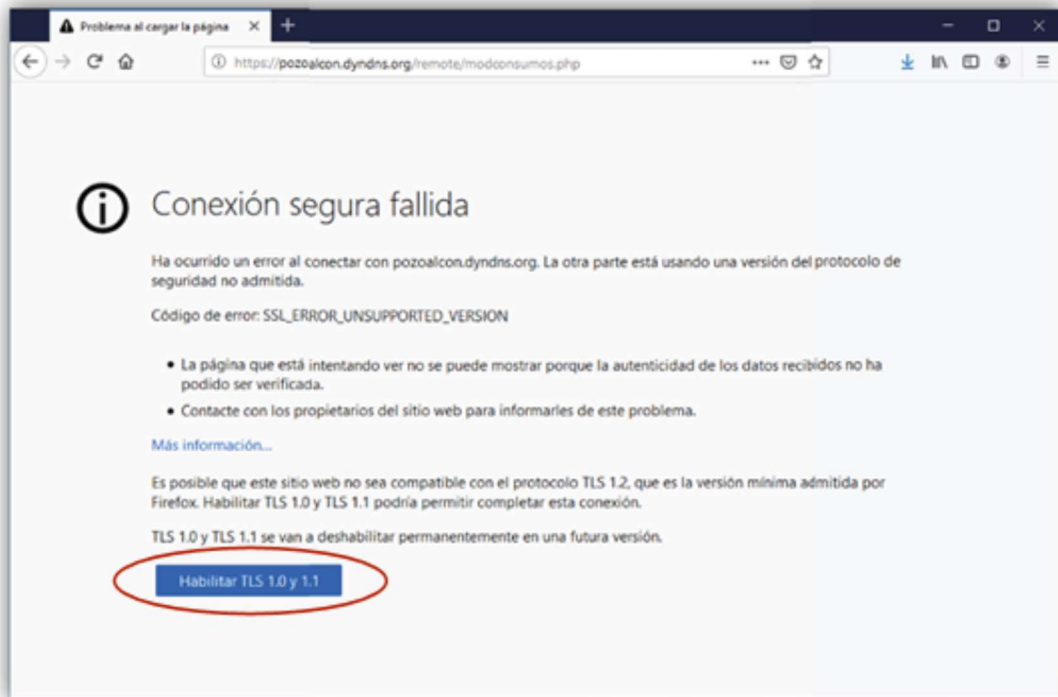 Problema al cargar la página
https://pozoalcon.dyndns.org/remote/modconsumos.php
Conexión segura fallida
Ha ocurrido un error al conectar con pozoalcon.dyndns.org. La otra parte está usando una versión del protocolo de
seguridad no admitida.
Código de error: SSL_ERROR_UNSUPPORTED_VERSION
• La página que está intentando ver no se puede mostrar porque la autenticidad de los datos recibidos no ha
podido ser verificada.
• Contacte con los propietarios del sitio web para informarles de este problema.
Más información...
Es posible que este sitio web no sea compatible con el protocolo TLS 1.2, que es la versión mínima admitida por
Firefox. Habilitar TLS 1.0 y TLS 1.1 podría permitir completar esta conexión.
TLS 1.0 y TLS 1.1 se van a deshabilitar permanentemente en una futura versión.
Habilitar TLS 1.0 y 1.1